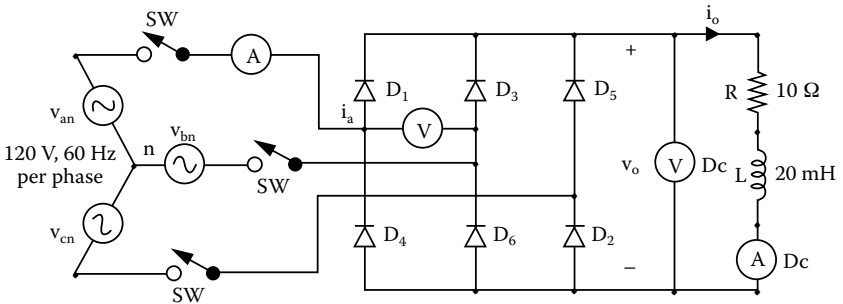 SW
A
i_o
+
D_1
D_3
D_5
R
10 Ω
v_an
i_a
V
120 V, 60 Hz
per phase
n
v_bn
SW
v_o
V
Dc
L
20 mH
v_cn
D_4
D_6
D_2
A
Dc
SW
–